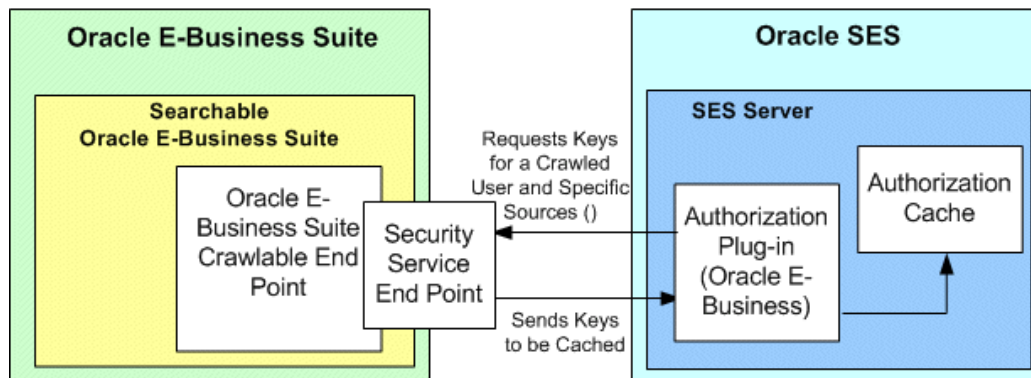 Oracle E-Business Suite
Searchable
Oracle E-Business Suite
Oracle E-
Business Suite
Crawlable End
Point
Security
Service
End Point
Requests Keys
for a Crawled
User and Specific
Sources ()
Sends Keys
to be Cached
Oracle SES
SES Server
Authorization
Plug-in
(Oracle E-
Business)
Authorization
Cache